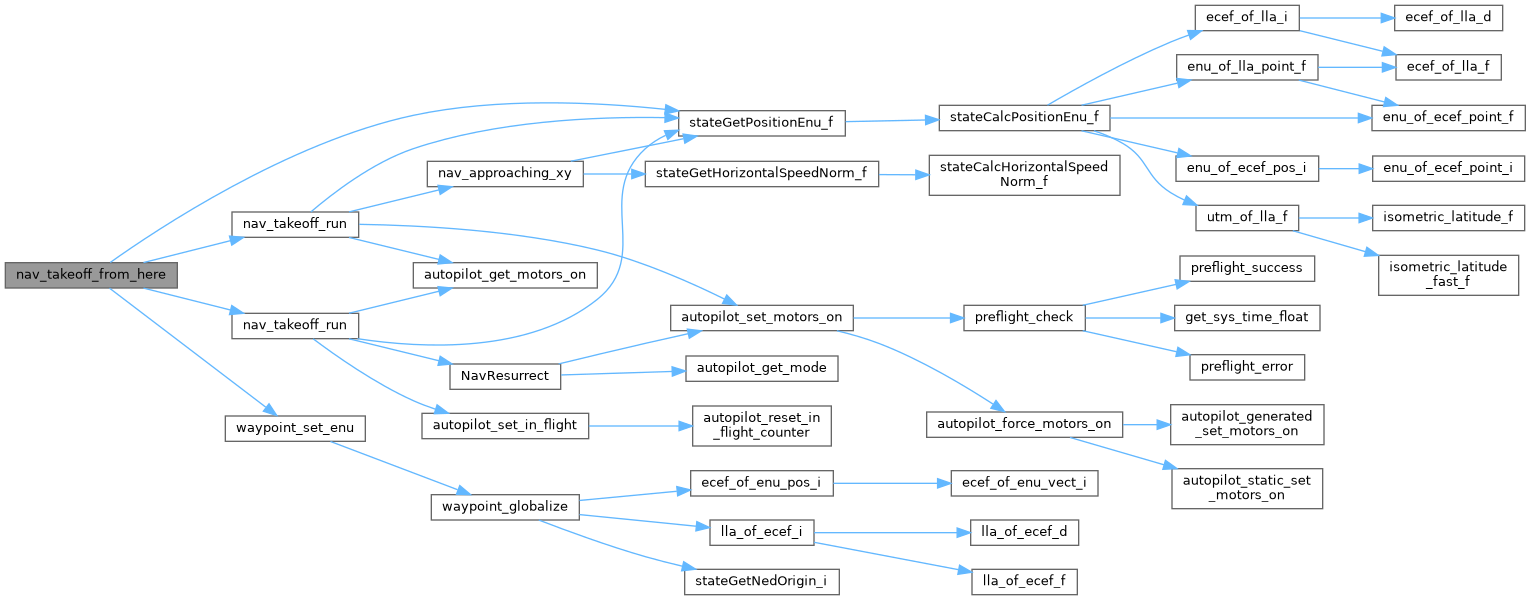 nav_takeoff_from_here
nav_takeoff_run
nav_takeoff_run
waypoint_set_enu
nav_approaching_xy
autopilot_get_motors_on
NavResurrect
autopilot_set_in_flight
waypoint_globalize
stateGetPositionEnu_f
stateGetHorizontalSpeedNorm_f
autopilot_set_motors_on
autopilot_get_mode
autopilot_reset_in
_flight_counter
ecef_of_enu_pos_i
lla_of_ecef_i
stateGetNedOrigin_i
stateCalcPositionEnu_f
stateCalcHorizontalSpeed
Norm_f
preflight_check
autopilot_force_motors_on
ecef_of_enu_vect_i
lla_of_ecef_d
lla_of_ecef_f
ecef_of_lla_i
enu_of_lla_point_f
enu_of_ecef_pos_i
utm_of_lla_f
preflight_success
get_sys_time_float
preflight_error
autopilot_generated
_set_motors_on
autopilot_static_set
_motors_on
ecef_of_lla_d
ecef_of_lla_f
enu_of_ecef_point_f
enu_of_ecef_point_i
isometric_latitude_f
isometric_latitude
_fast_f